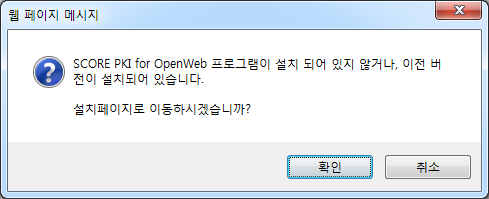 웹 페이지 메시지
SCORE PKI for OpenWeb 프로그램이 설치 되어 있지 않거나, 이전 버
전이 설치되어 있습니다.
설치페이지로 이동하시겠습니까?
확인
취소